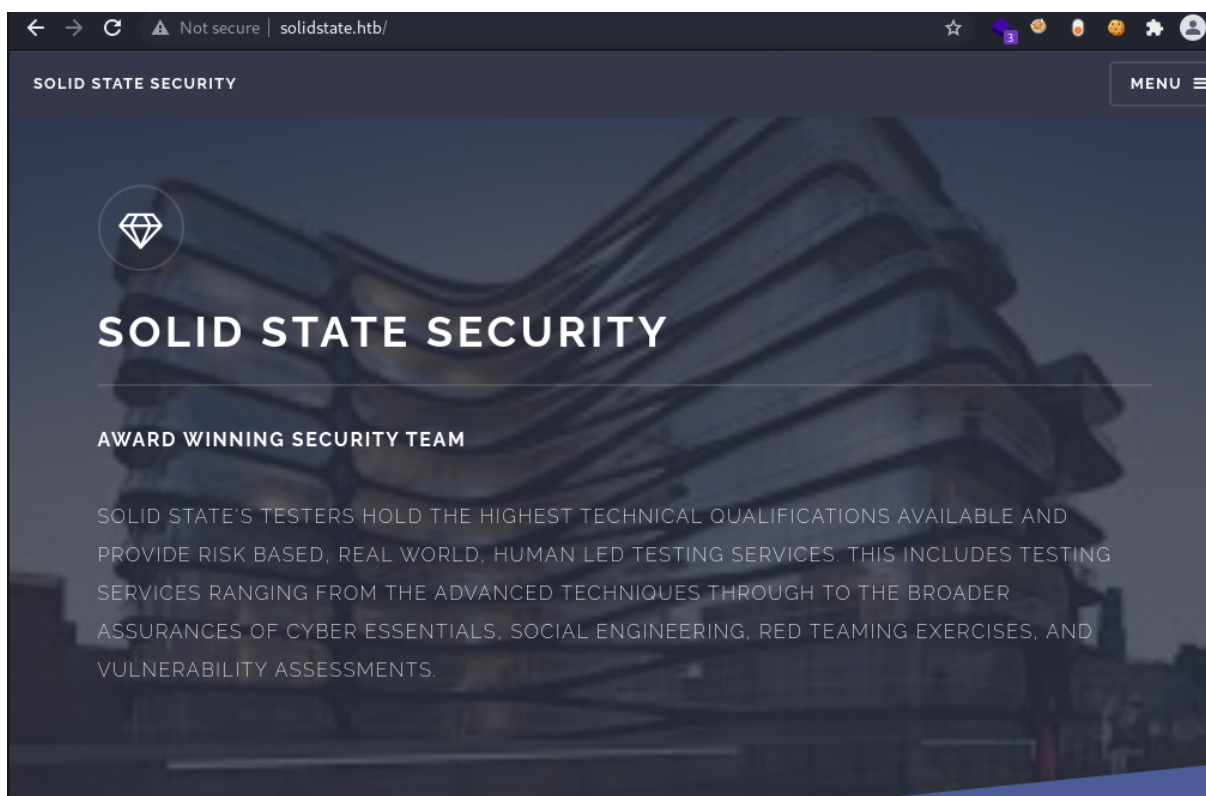 Not secure | solidstate.htb/
3
SOLID STATE SECURITY
MENU
SOLID STATE SECURITY
AWARD WINNING SECURITY TEAM
SOLID STATE'S TESTERS HOLD THE HIGHEST TECHNICAL QUALIFICATIONS AVAILABLE AND
PROVIDE RISK BASED, REAL WORLD, HUMAN LED TESTING SERVICES. THIS INCLUDES TESTING
SERVICES RANGING FROM THE ADVANCED TECHNIQUES THROUGH TO THE BROADER
ASSURANCES OF CYBER ESSENTIALS, SOCIAL ENGINEERING, RED TEAMING EXERCISES, AND
VULNERABILITY ASSESSMENTS.